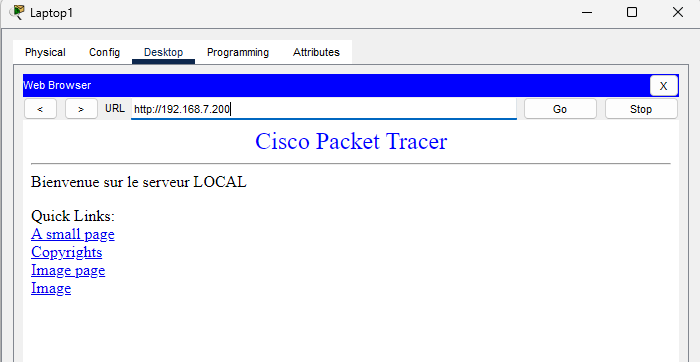 Laptop1
Physical Config Desktop Programming Attributes
Web Browser X
< > URL http://192.168.7.200 Go Stop
Cisco Packet Tracer
Bienvenue sur le serveur LOCAL
Quick Links:
A small page
Copyrights
Image page
Image